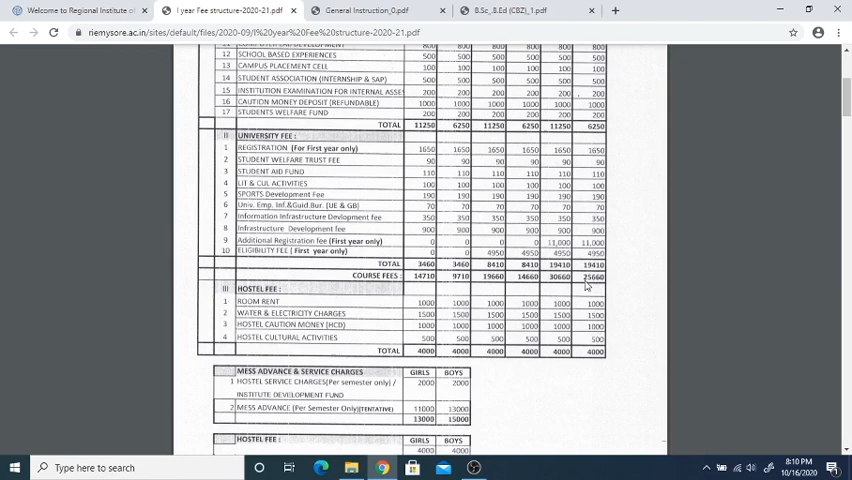 Welcome to Regional Institute of
I year Fee structure-2020-21.pdf
General Instruction_0.pdf
B.Sc_.B.Ed (CBZ)_1.pdf
riemysore.ac.in/sites/default/files/2020-09/I%20year%20Fee%20structure-2020-21.pdf
800 800 800 800 800 800
12 SCHOOL BASED EXPERIENCES 500 500 500 500 500 500
13 CAMPUS PLACEMENT CELL 100 100 100 100 100 100
14 STUDENT ASSOCIATION (INTERNSHIP & SAP) 500 500 500 500 500 500
15 INSTITUTION EXAMINATION FOR INTERNAL ASSES 200 200 200 200 200 200
16 CAUTION MONEY DEPOSIT (REFUNDABLE) 1000 1000 1000 1000 1000 1000
17 STUDENTS WELFARE FUND 200 200 200 200 200 200
TOTAL 11250 6250 11250 6250 11250 6250
II UNIVERSITY FEE :
1 REGISTRATION (For First year only) 1650 1650 1650 1650 1650 1650
2 STUDENT WELFARE TRUST FEE 90 90 90 90 90 90
3 STUDENT AID FUND 110 110 110 110 110 110
4 LIT & CUL ACTIVITIES 100 100 100 100 100 100
5 SPORTS Development Fee 190 190 190 190 190 190
6 Univ. Emp. Inf.&Guid.Bur. (UE & GB) 70 70 70 70 70 70
7 Information Infrastructure Devlopment fee 350 350 350 350 350 350
8 Infrastructure Development fee 900 900 900 900 900 900
9 Additional Registration fee (First year only) 0 0 0 0 11,000 11,000
10 ELIGIBILITY FEE ( First year only) 0 0 4950 4950 4950 4950
TOTAL 3460 3460 8410 8410 19410 19410
COURSE FEES : 14710 9710 19660 14660 30660 25660
III HOSTEL FEE :
1 ROOM RENT 1000 1000 1000 1000 1000 1000
2 WATER & ELECTRICITY CHARGES 1500 1500 1500 1500 1500 1500
3 HOSTEL CAUTION MONEY (HCD) 1000 1000 1000 1000 1000 1000
4 HOSTEL CULTURAL ACTIVITIES 500 500 500 500 500 500
TOTAL 4000 4000 4000 4000 4000 4000
MESS ADVANCE & SERVICE CHARGES GIRLS BOYS
1 HOSTEL SERVICE CHARGES(Per semester only) / 2000 2000
INSTITUTE DEVELOPMENT FUND
2 MESS ADVANCE (Per Semester Only)(TENTATIVE) 11000 13000
13000 15000
HOSTEL FEE : GIRLS BOYS
4000 4000
Type here to search
8:10 PM
10/16/2020